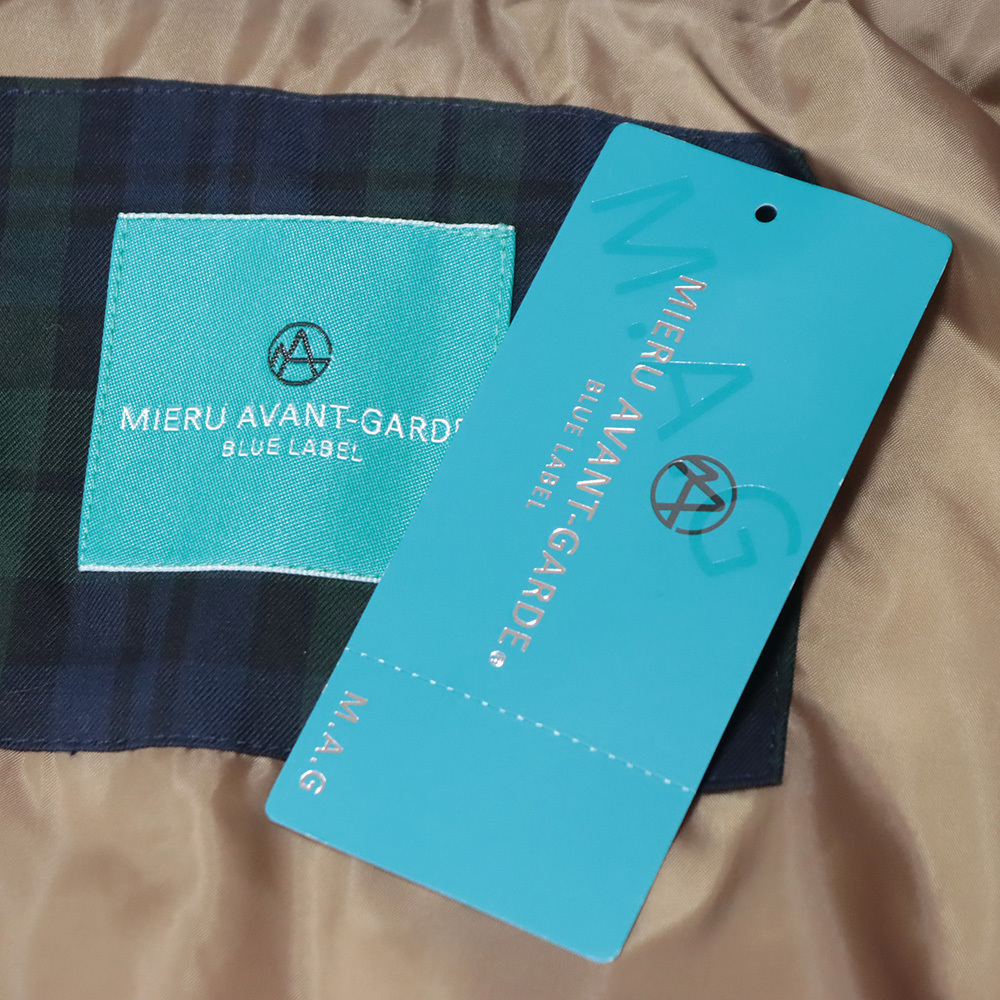 MIERU AVANT-GARDE
BLUE LABEL
M.A.G
MIERU AVANT-GARDE®
BLUE LABEL
M.A.G